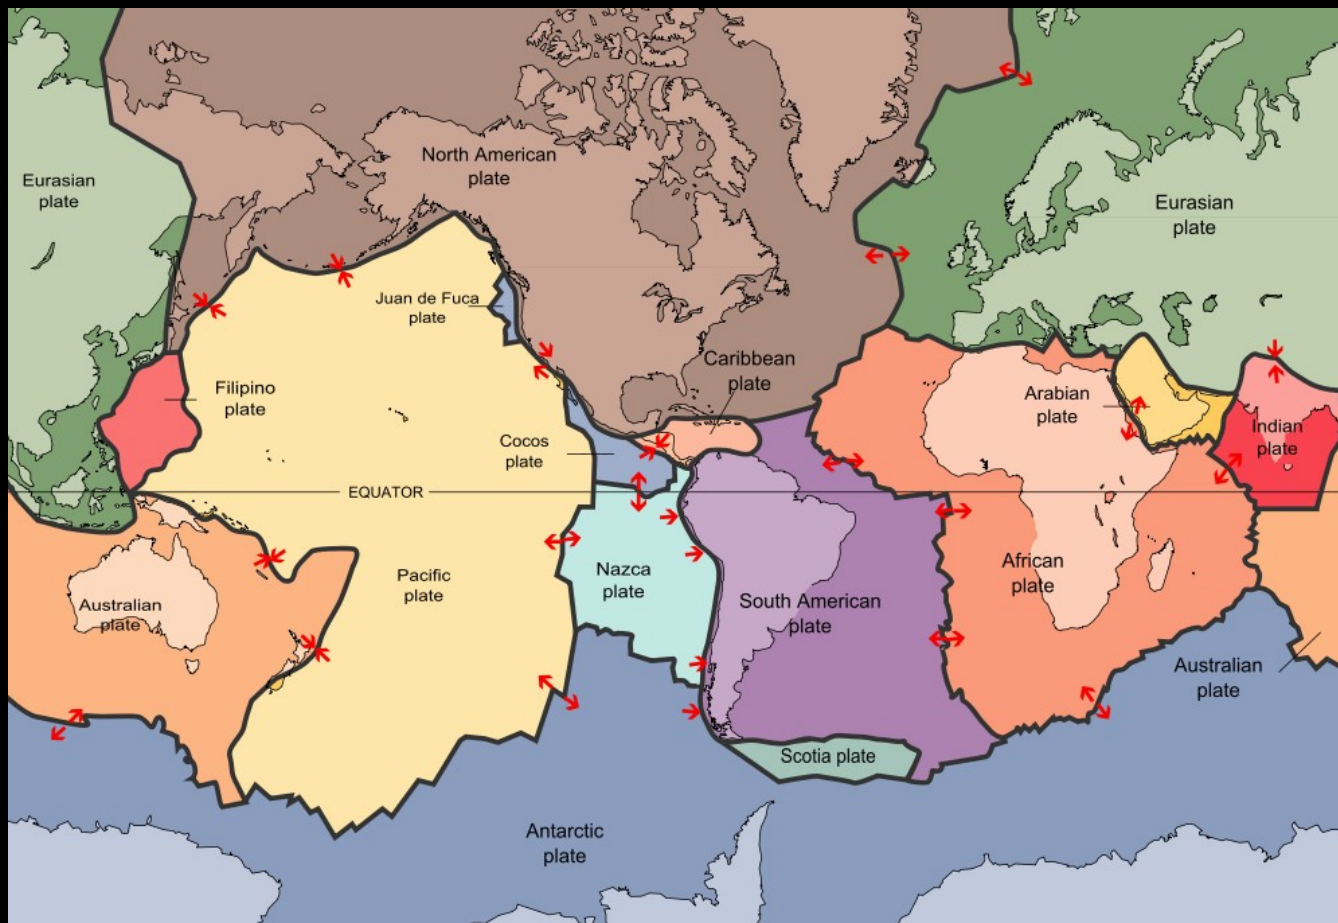 North American
plate
Eurasian
plate
Eurasian
plate
Juan de Fuca
plate
Caribbean
plate
Filipino
plate
Arabian
plate
Cocos
plate
Indian
plate
EQUATOR
African
plate
Nazca
plate
Pacific
plate
South American
plate
Australian
plate
Australian
plate
Scotia plate
Antarctic
plate